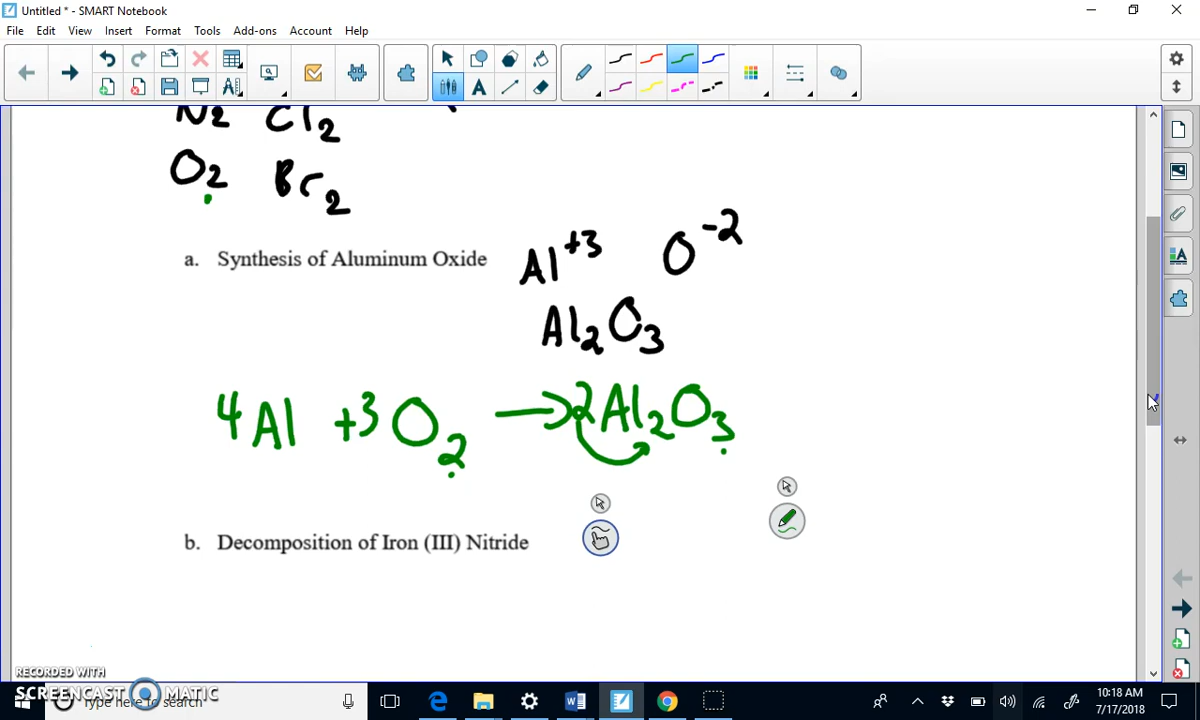 Untitled * - SMART Notebook
File Edit View Insert Format Tools Add-ons Account Help
N2 Cl2
O2 Br2
a. Synthesis of Aluminum Oxide Al+3 O-2
Al2O3
4Al +3O2 → 2Al2O3
b. Decomposition of Iron (III) Nitride
RECORDED WITH
SCREENCAST MATIC
Type here to search
10:18 AM
7/17/2018